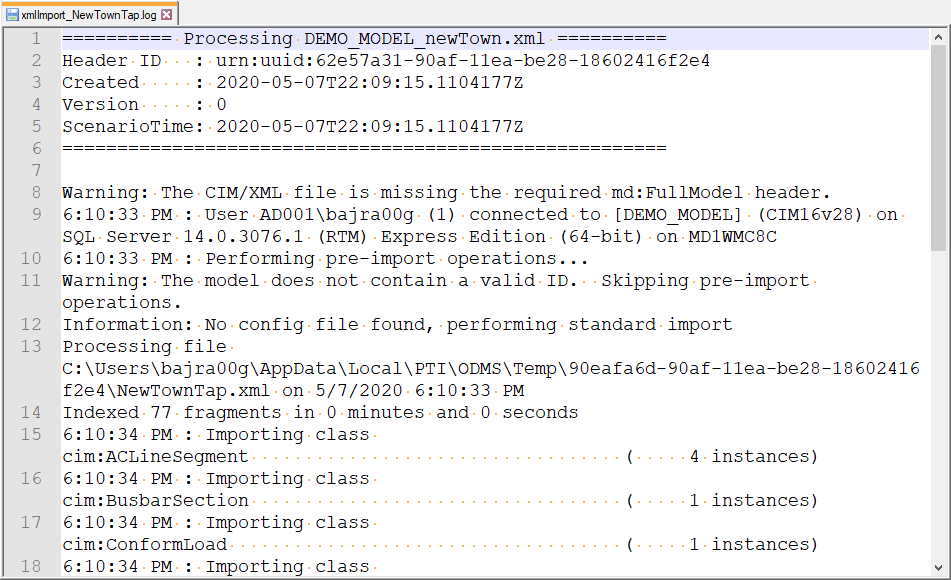 xmlImport_NewTownTap.log
1 ========== Processing DEMO_MODEL_newTown.xml ==========
2 Header ID   : urn:uuid:62e57a31-90af-11ea-be28-18602416f2e4
3 Created     : 2020-05-07T22:09:15.1104177Z
4 Version     : 0
5 ScenarioTime: 2020-05-07T22:09:15.1104177Z
6 =======================================================
7
8 Warning: The CIM/XML file is missing the required md:FullModel header.
9 6:10:33 PM : User AD001\bajra00g (1) connected to [DEMO_MODEL] (CIM16v28) on
SQL Server 14.0.3076.1 (RTM) Express Edition (64-bit) on MD1WMC8C
10 6:10:33 PM : Performing pre-import operations...
11 Warning: The model does not contain a valid ID.  Skipping pre-import
operations.
12 Information: No config file found, performing standard import
13 Processing file
C:\Users\bajra00g\AppData\Local\PTI\ODMS\Temp\90eafa6d-90af-11ea-be28-18602416
f2e4\NewTownTap.xml on 5/7/2020 6:10:33 PM
14 Indexed 77 fragments in 0 minutes and 0 seconds
15 6:10:34 PM : Importing class
cim:ACLineSegment                                  (     4 instances)
16 6:10:34 PM : Importing class
cim:BusbarSection                                  (     1 instances)
17 6:10:34 PM : Importing class
cim:ConformLoad                                    (     1 instances)
18 6:10:34 PM : Importing class